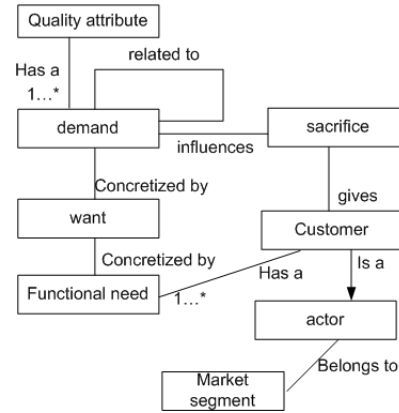 Quality attribute
related to
Has a
1…*
demand
sacrifice
influences
Concretized by
gives
want
Customer
Concretized by
Has a
Is a
Functional need
1…*
actor
Belongs to
Market
segment